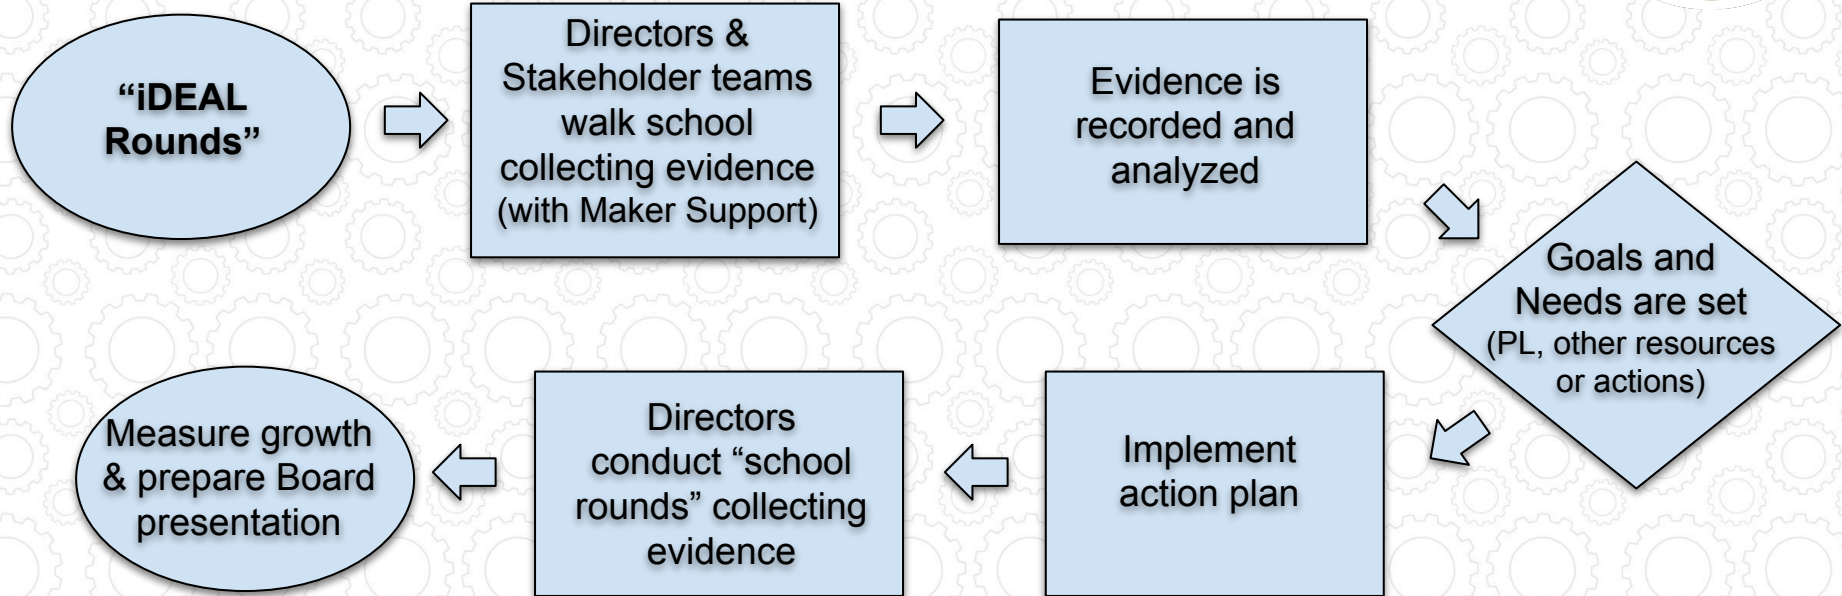 “iDEAL
Rounds”
Directors &
Stakeholder teams
walk school
collecting evidence
(with Maker Support)
Evidence is
recorded and
analyzed
Goals and
Needs are set
(PL, other resources
or actions)
Implement
action plan
Directors
conduct “school
rounds” collecting
evidence
Measure growth
& prepare Board
presentation